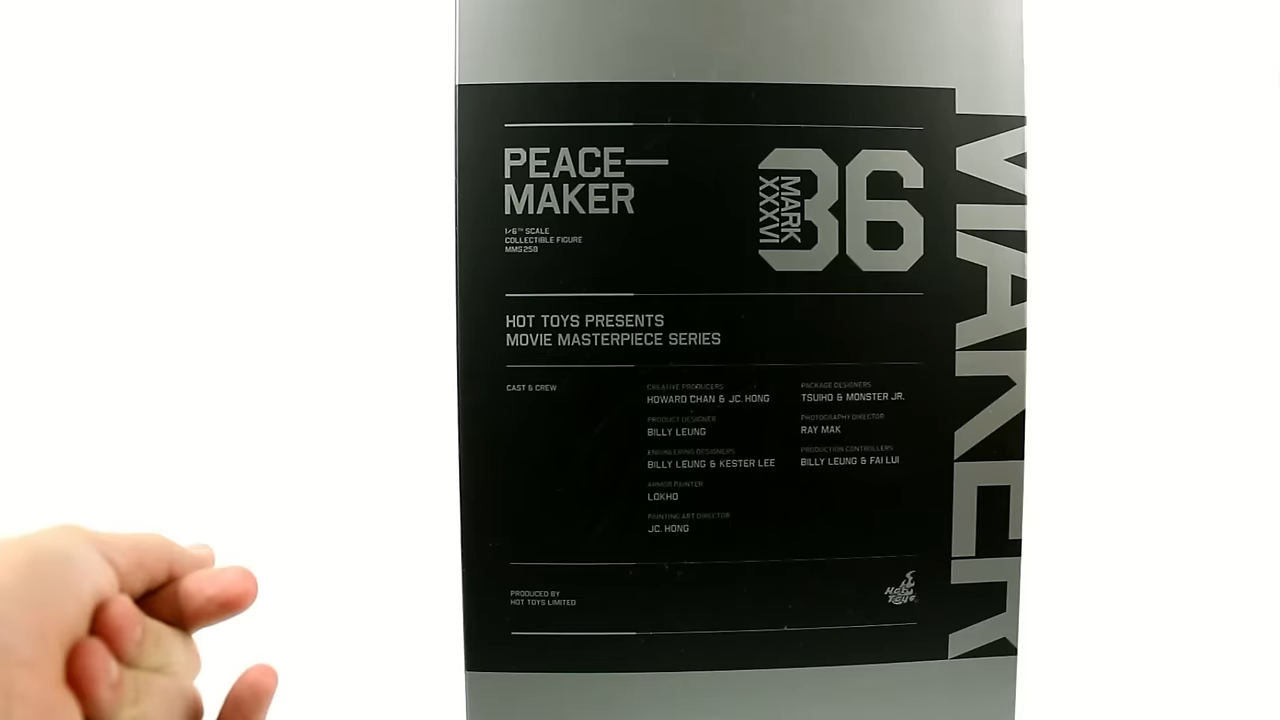 PEACE—
MAKER
1/6TH SCALE
COLLECTIBLE FIGURE
MMS258
MARK
XXXVI
36
HOT TOYS PRESENTS
MOVIE MASTERPIECE SERIES
CAST & CREW
CREATIVE PRODUCERS
HOWARD CHAN & JC. HONG
PRODUCT DESIGNER
BILLY LEUNG
ENGINEERING DESIGNERS
BILLY LEUNG & KESTER LEE
ARMOR PAINTER
LOKHO
PAINTING ART DIRECTOR
JC. HONG
PACKAGE DESIGNERS
TSUIHO & MONSTER JR.
PHOTOGRAPHY DIRECTOR
RAY MAK
PRODUCTION CONTROLLERS
BILLY LEUNG & FAI LUI
PRODUCED BY
HOT TOYS LIMITED
Hot
Toys
MAKER